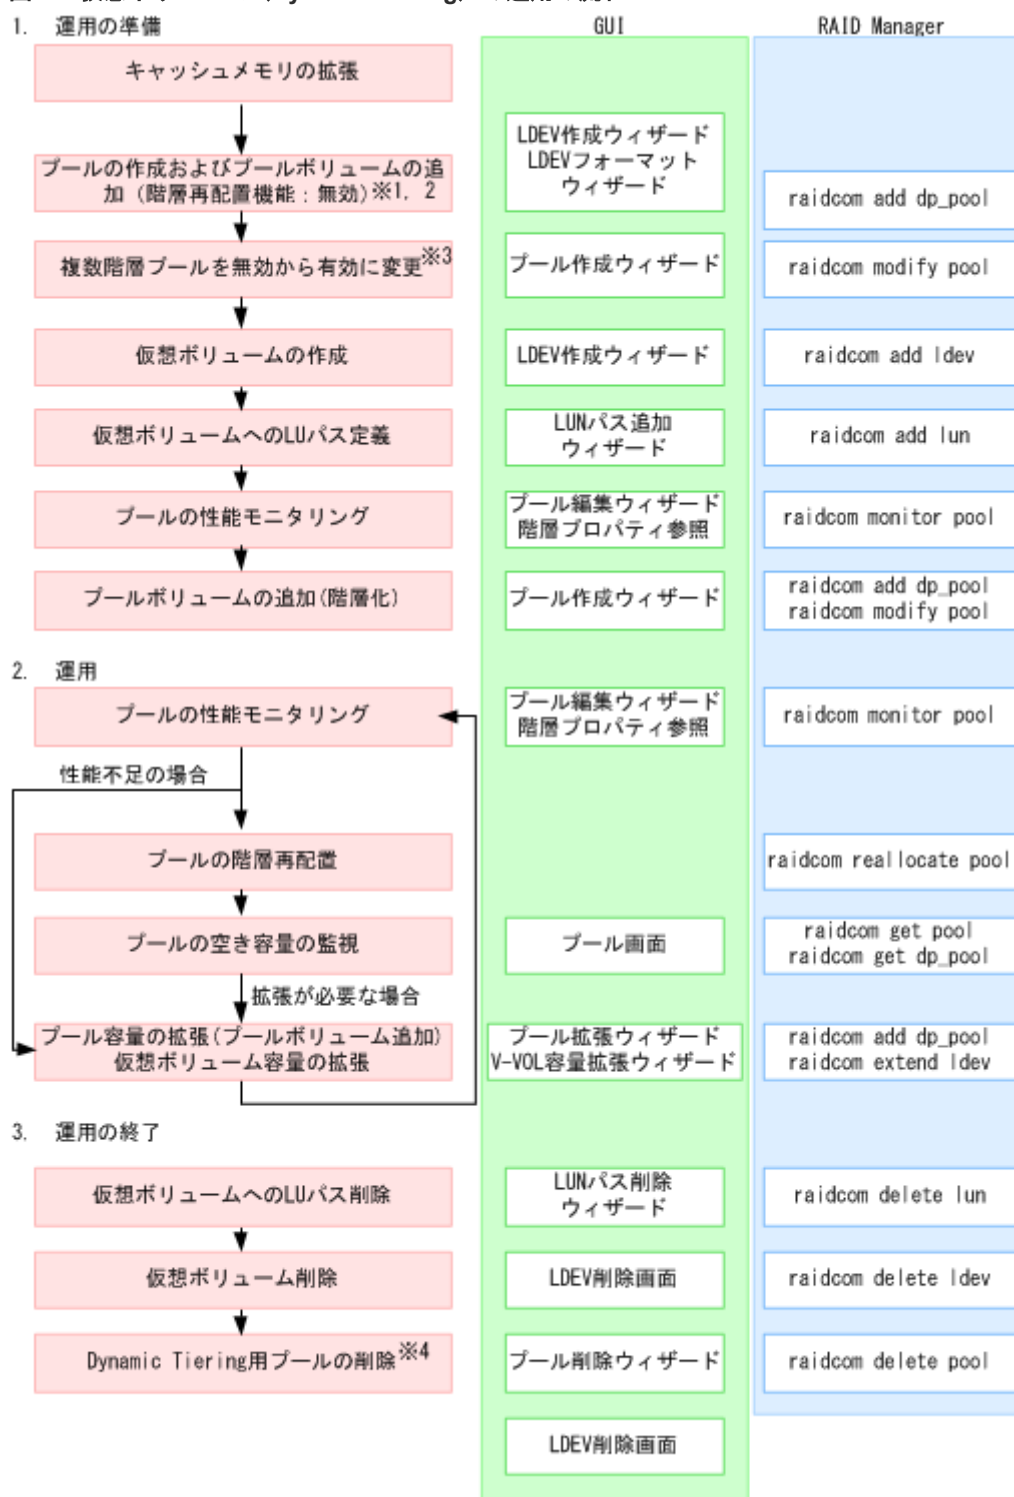 1. 運用の準備
GUI
RAID Manager
キャッシュメモリの拡張
プールの作成およびプールボリュームの追
加 (階層再配置機能：無効)※1, 2
LDEV作成ウィザード
LDEVフォーマット
ウィザード
raidcom add dp_pool
複数階層プールを無効から有効に変更※3
プール作成ウィザード
raidcom modify pool
仮想ボリュームの作成
LDEV作成ウィザード
raidcom add ldev
仮想ボリュームへのLUパス定義
LUNパス追加
ウィザード
raidcom add lun
プールの性能モニタリング
プール編集ウィザード
階層プロパティ参照
raidcom monitor pool
プールボリュームの追加(階層化)
プール作成ウィザード
raidcom add dp_pool
raidcom modify pool
2. 運用
プールの性能モニタリング
プール編集ウィザード
階層プロパティ参照
raidcom monitor pool
性能不足の場合
プールの階層再配置
raidcom reallocate pool
プールの空き容量の監視
プール画面
raidcom get pool
raidcom get dp_pool
拡張が必要な場合
プール容量の拡張(プールボリューム追加)
仮想ボリューム容量の拡張
プール拡張ウィザード
V-VOL容量拡張ウィザード
raidcom add dp_pool
raidcom extend ldev
3. 運用の終了
仮想ボリュームへのLUパス削除
LUNパス削除
ウィザード
raidcom delete lun
仮想ボリューム削除
LDEV削除画面
raidcom delete ldev
Dynamic Tiering用プールの削除※4
プール削除ウィザード
raidcom delete pool
LDEV削除画面